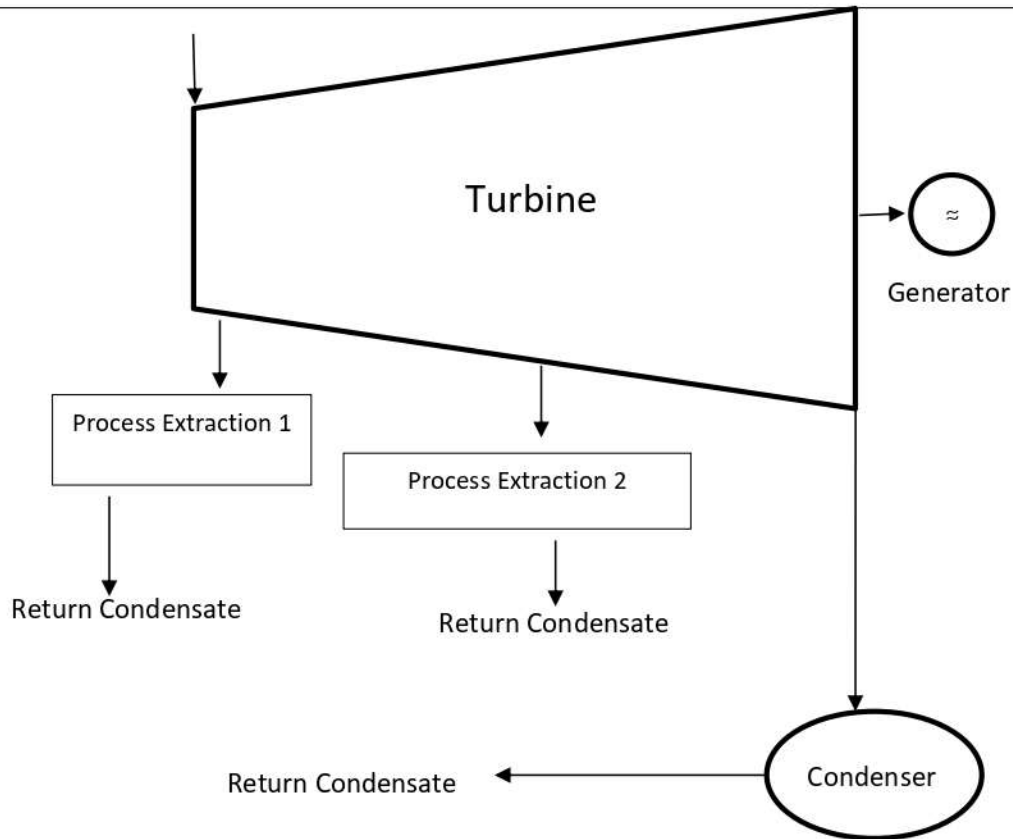 Turbine
≈
Generator
Process Extraction 1
Process Extraction 2
Return Condensate
Return Condensate
Return Condensate
Condenser